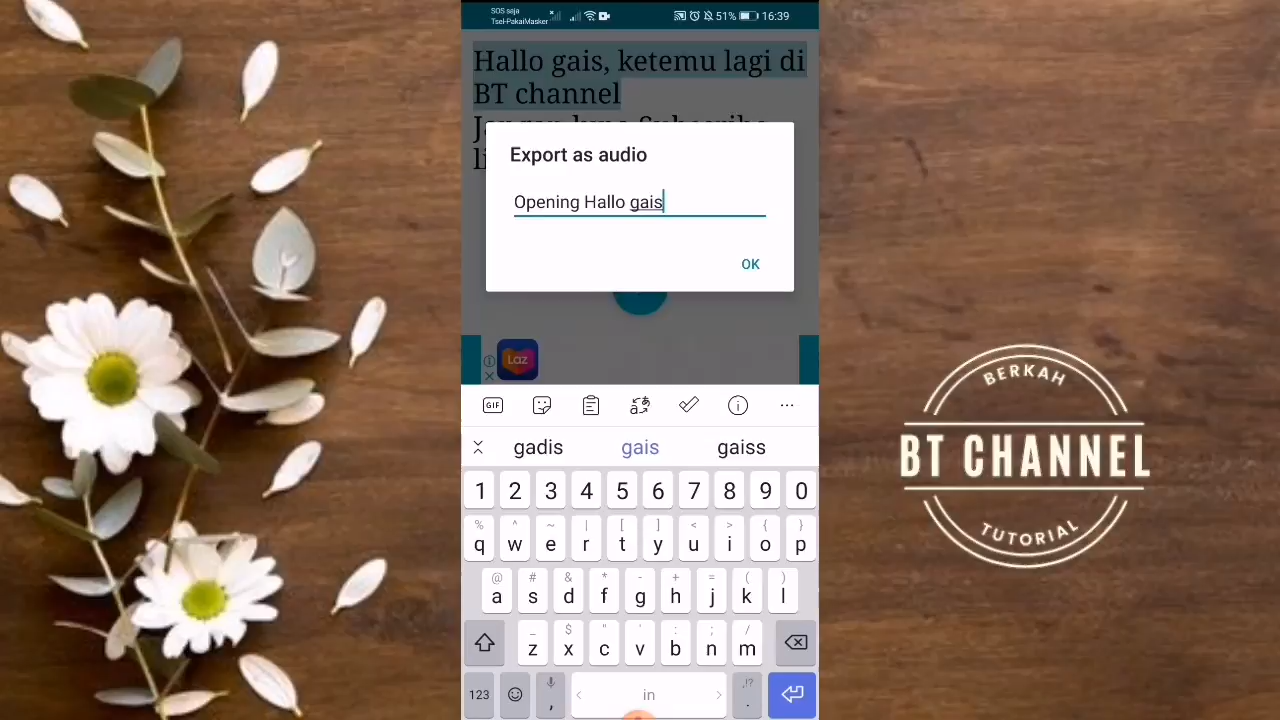 SOS saja
Tsel-PakaiMasker
51% 16:39
Hallo gais, ketemu lagi di
BT channel
Export as audio
Opening Hallo gais
OK
Laz
GIF
gadis gais gaiss
1 2 3 4 5 6 7 8 9 0
% ^ ~ | [ ] < > { }
q w e r t y u i o p
@ # & * - + = ( )
a s d f g h j k l
_ $ " ' : ; /
z x c v b n m
,!?
123 , < in > .
BERKAH
BT CHANNEL
TUTORIAL